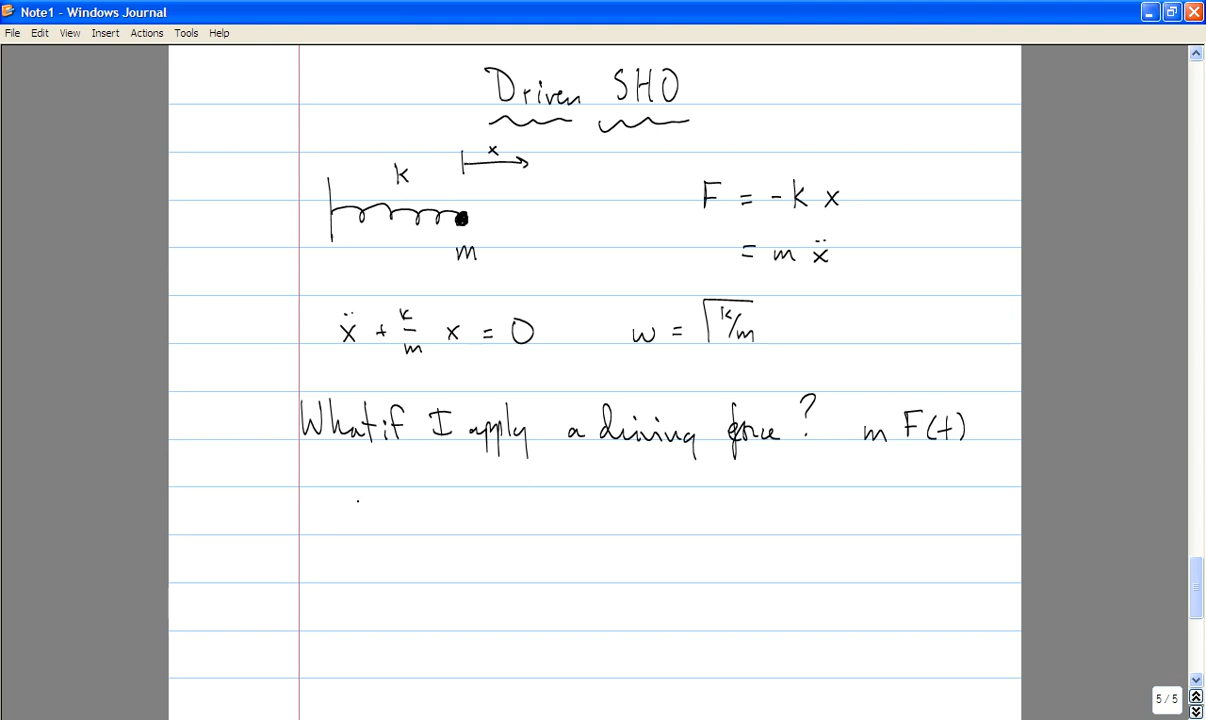 Note1 - Windows Journal
File Edit View Insert Actions Tools Help
Driven SHO
x
k
F = -k x
m
= m ẍ
ẍ + k/m x = 0 w = √k/m
What if I apply a driving force? m F(t)
5 / 5